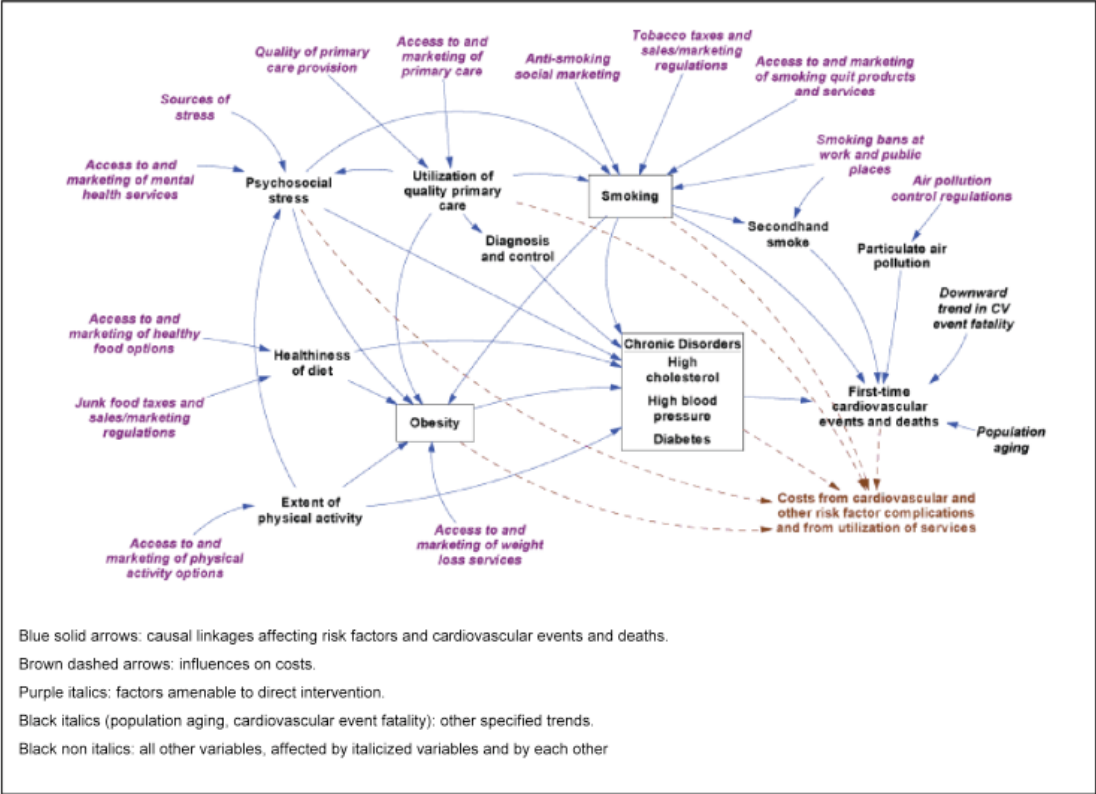 Quality of primary
care provision
Access to and
marketing of
primary care
Anti-smoking
social marketing
Tobacco taxes and
sales/marketing
regulations
Access to and marketing
of smoking quit products
and services
Sources of
stress
Smoking bans at
work and public
places
Access to and
marketing of mental
health services
Psychosocial
stress
Utilization of
quality primary
care
Smoking
Air pollution
control regulations
Secondhand
smoke
Diagnosis
and control
Particulate air
pollution
Downward
trend in CV
event fatality
Access to and
marketing of healthy
food options
Healthiness
of diet
Chronic Disorders
High
cholesterol
High blood
pressure
Diabetes
First-time
cardiovascular
events and deaths
Junk food taxes and
sales/marketing
regulations
Obesity
Population
aging
Extent of
physical activity
Costs from cardiovascular and
other risk factor complications
and from utilization of services
Access to and
marketing of physical
activity options
Access to and
marketing of weight
loss services
Blue solid arrows: causal linkages affecting risk factors and cardiovascular events and deaths.
Brown dashed arrows: influences on costs.
Purple italics: factors amenable to direct intervention.
Black italics (population aging, cardiovascular event fatality): other specified trends.
Black non italics: all other variables, affected by italicized variables and by each other